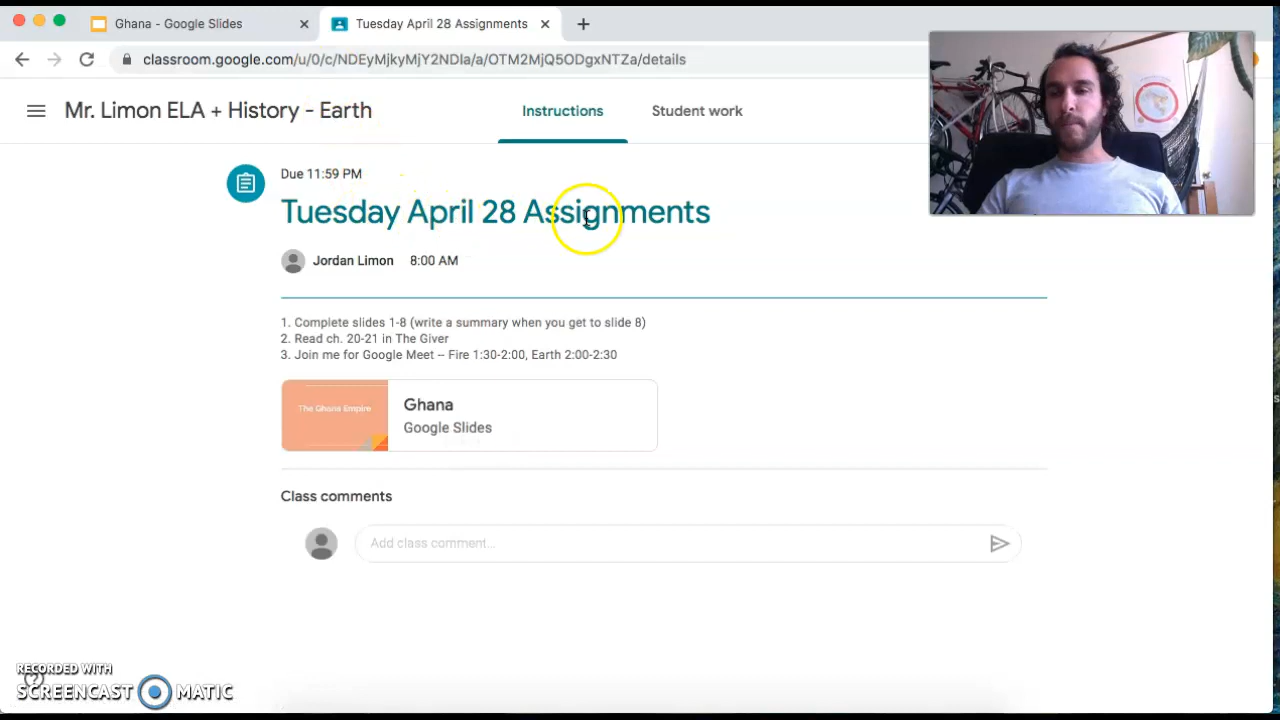 Ghana - Google Slides
Tuesday April 28 Assignments
classroom.google.com/u/0/c/NDEyMjkyMjY2NDla/a/OTM2MjQ5ODgxNTZa/details
Mr. Limon ELA + History - Earth
Instructions
Student work
Due 11:59 PM
Tuesday April 28 Assignments
Jordan Limon 8:00 AM
1. Complete slides 1-8 (write a summary when you get to slide 8)
2. Read ch. 20-21 in The Giver
3. Join me for Google Meet -- Fire 1:30-2:00, Earth 2:00-2:30
The Ghana Empire
Ghana
Google Slides
Class comments
Add class comment...
RECORDED WITH
SCREENCAST MATIC